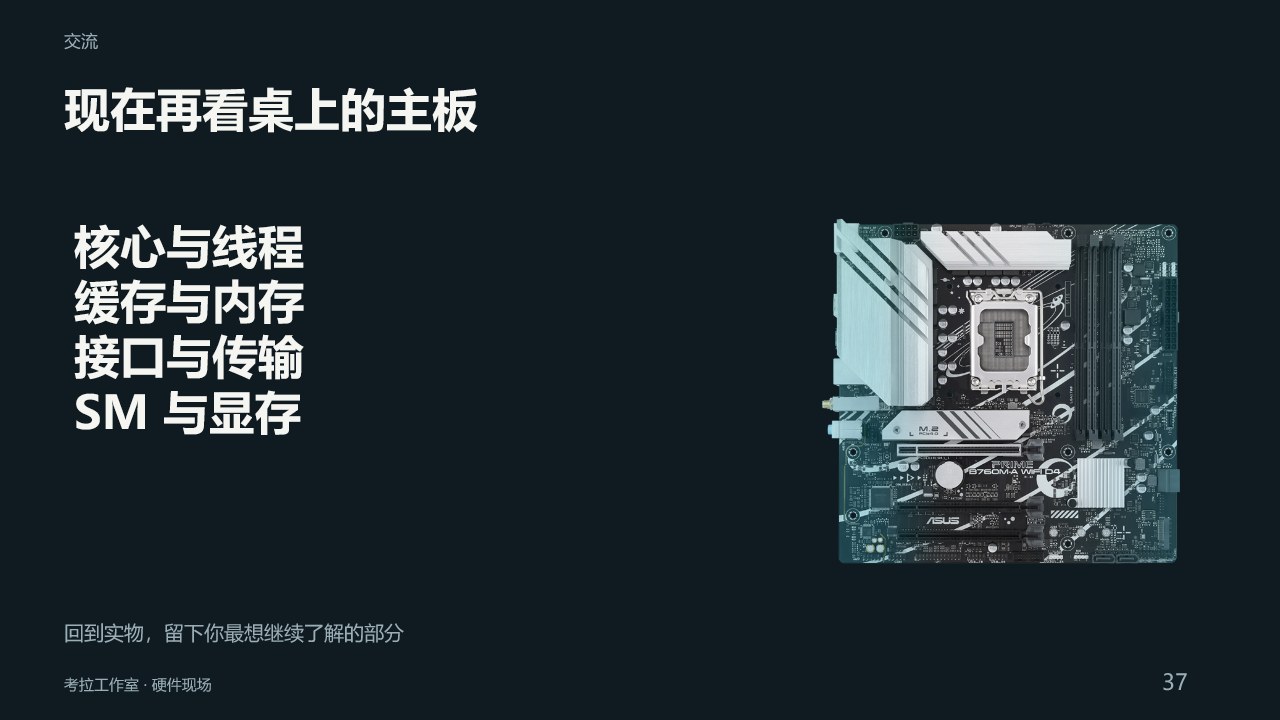 交流
现在再看桌上的主板
核心与线程
缓存与内存
接口与传输
SM 与显存
M.2
PCIe 4.0
PRIME
B760M-A WIFI D4
ASUS
回到实物，留下你最想继续了解的部分
考拉工作室 · 硬件现场
37